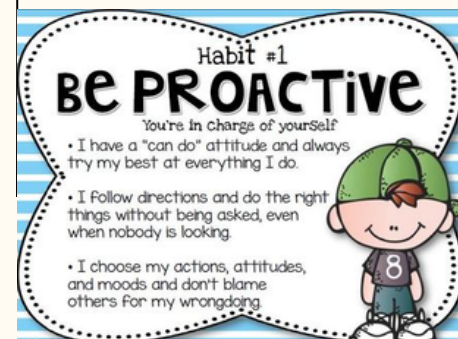 Habit #1
Be PROACTiVe
You're in charge of yourself
• I have a "can do" attitude and always
try my best at everything I do.
• I follow directions and do the right
things without being asked, even
when nobody is looking.
• I choose my actions, attitudes,
and moods and don't blame
others for my wrongdoing.
8